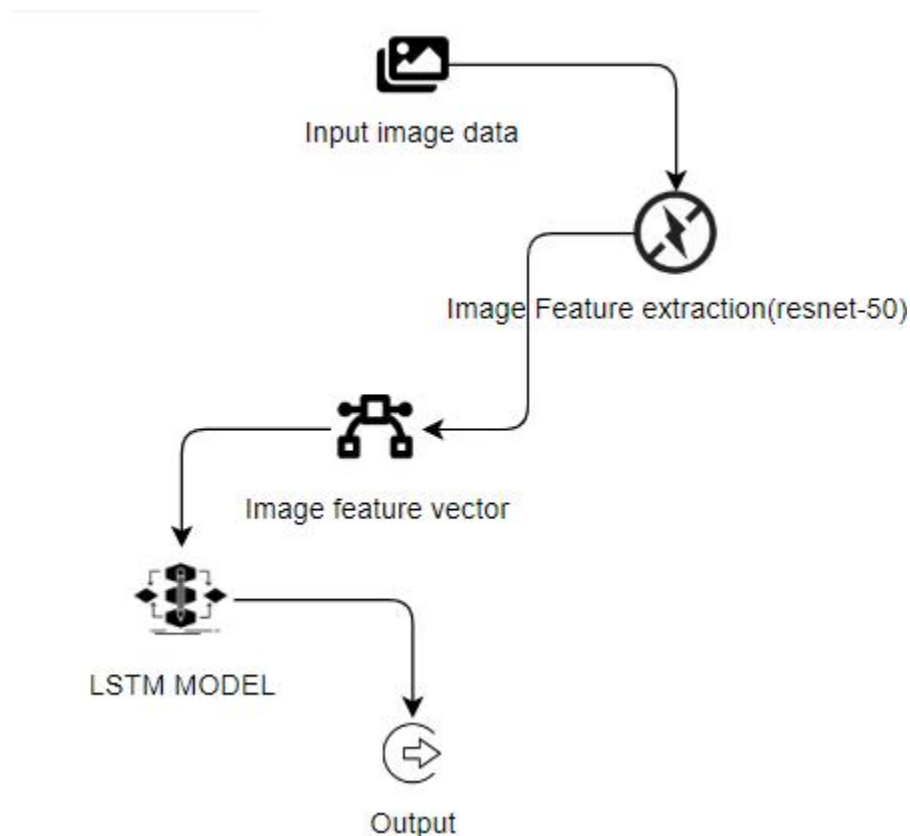 Input image data
Image Feature extraction(resnet-50)
Image feature vector
LSTM MODEL
Output